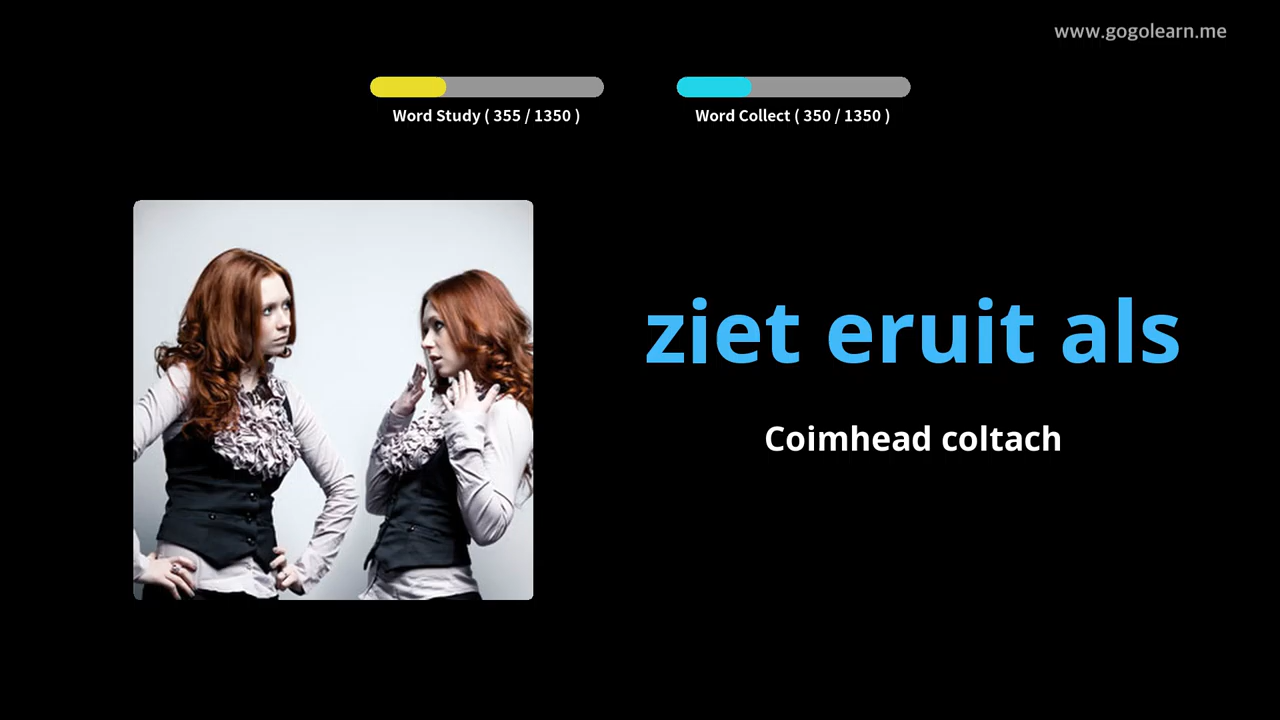 www.gogolearn.me
Word Study ( 355 / 1350 )
Word Collect ( 350 / 1350 )
ziet eruit als
Coimhead coltach